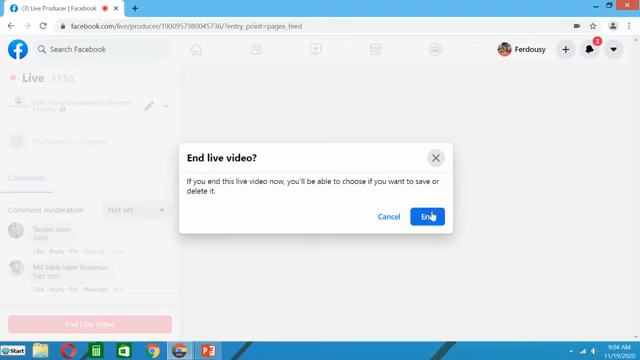 (3) Live Producer | Facebook
facebook.com/live/producer/1900957980045736/?entry_point=pages_feed
Search Facebook
Ferdousy
3
Live 33:55
Comments
Comment moderation
Not set
Tanzim Islam
Nice
Like Reply Pin Message
Md Sakib Islam Shadman
Like Reply Pin Message
End Live Video
End live video?
If you end this live video now, you'll be able to choose if you want to save or
delete it.
Cancel
End
Start
9:04 AM
11/19/2020